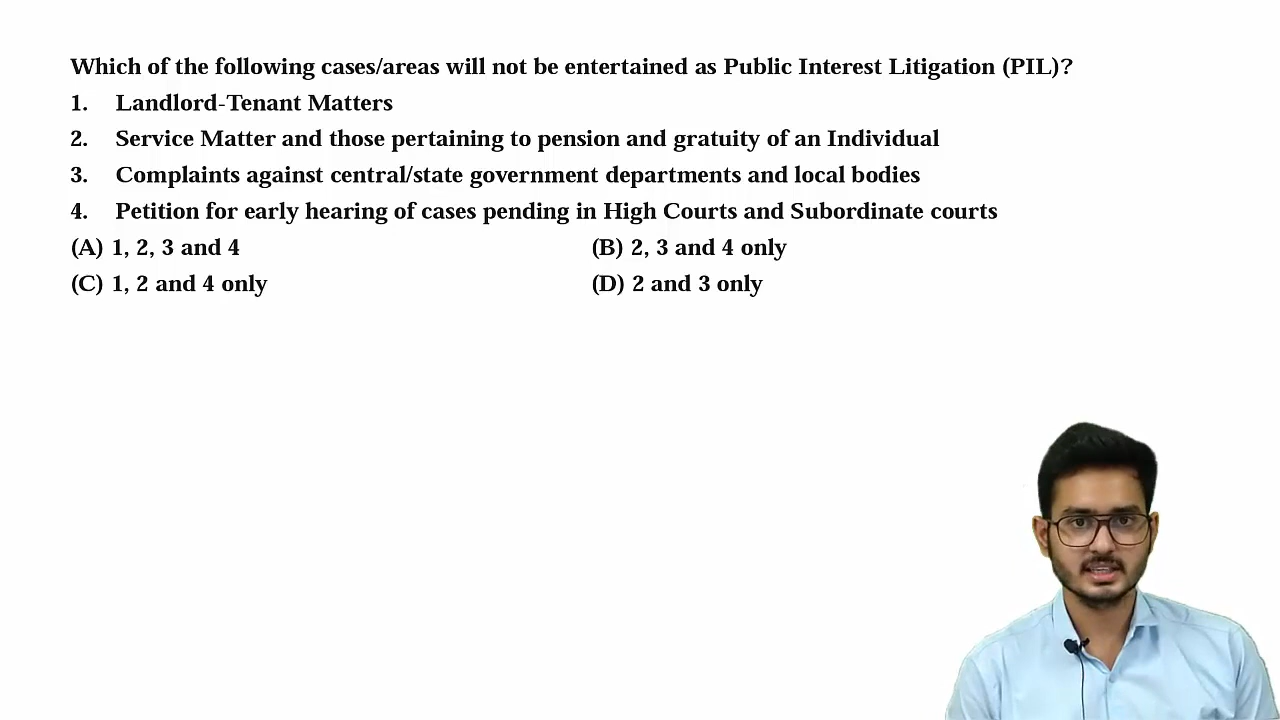 Which of the following cases/areas will not be entertained as Public Interest Litigation (PIL)?
1. Landlord-Tenant Matters
2. Service Matter and those pertaining to pension and gratuity of an Individual
3. Complaints against central/state government departments and local bodies
4. Petition for early hearing of cases pending in High Courts and Subordinate courts
(A) 1, 2, 3 and 4 (B) 2, 3 and 4 only
(C) 1, 2 and 4 only (D) 2 and 3 only